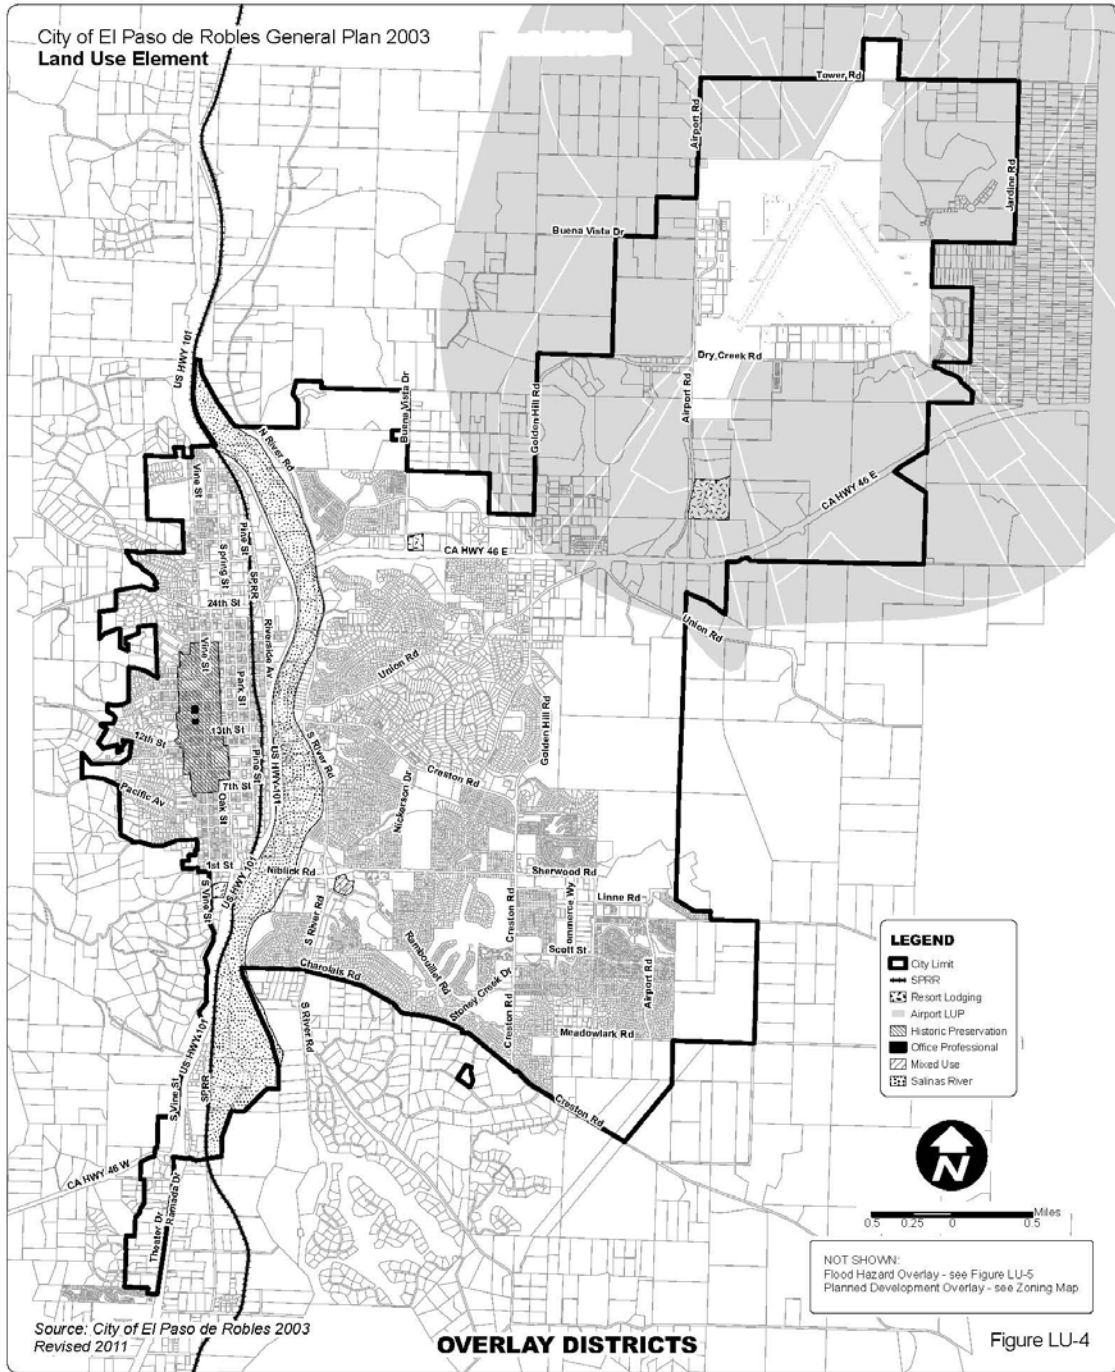 City of El Paso de Robles General Plan 2003
Land Use Element
Tower Rd
Airport Rd
Jardine Rd
Buena Vista Dr
US HWY 101
Dry Creek Rd
Airport Rd
Golden Hill Rd
Buena Vista Dr
N River Rd
Vine St
CA HWY 46 E
Pine St
CA HWY 46 E
Spring St
SPRR
24th St
Riverside Av
Union Rd
Vine St
Union Rd
Park St
Golden Hill Rd
12th St
13th St
S River Rd
US HWY 101
Pine St
Creston Rd
Nickerson Dr
Pacific Av
7th St
Oak St
1st St
Niblick Rd
Sherwood Rd
US HWY 101
S Vine St
Linne Rd
Commerce Wy
S River Rd
Creston Rd
Rambouillet Rd
Scott St
Charolais Rd
Stoney Creek Dr
Airport Rd
S River Rd
Creston Rd
Meadowlark Rd
US HWY 101
S Vine St
SPRR
Creston Rd
CA HWY 46 W
Ramada Dr
Theater Dr
LEGEND
City Limit
SPRR
Resort Lodging
Airport LUP
Historic Preservation
Office Professional
Mixed Use
Salinas River
N
Miles
0.5 0.25 0 0.5
NOT SHOWN:
Flood Hazard Overlay - see Figure LU-5
Planned Development Overlay - see Zoning Map
Source: City of El Paso de Robles 2003
Revised 2011
OVERLAY DISTRICTS
Figure LU-4